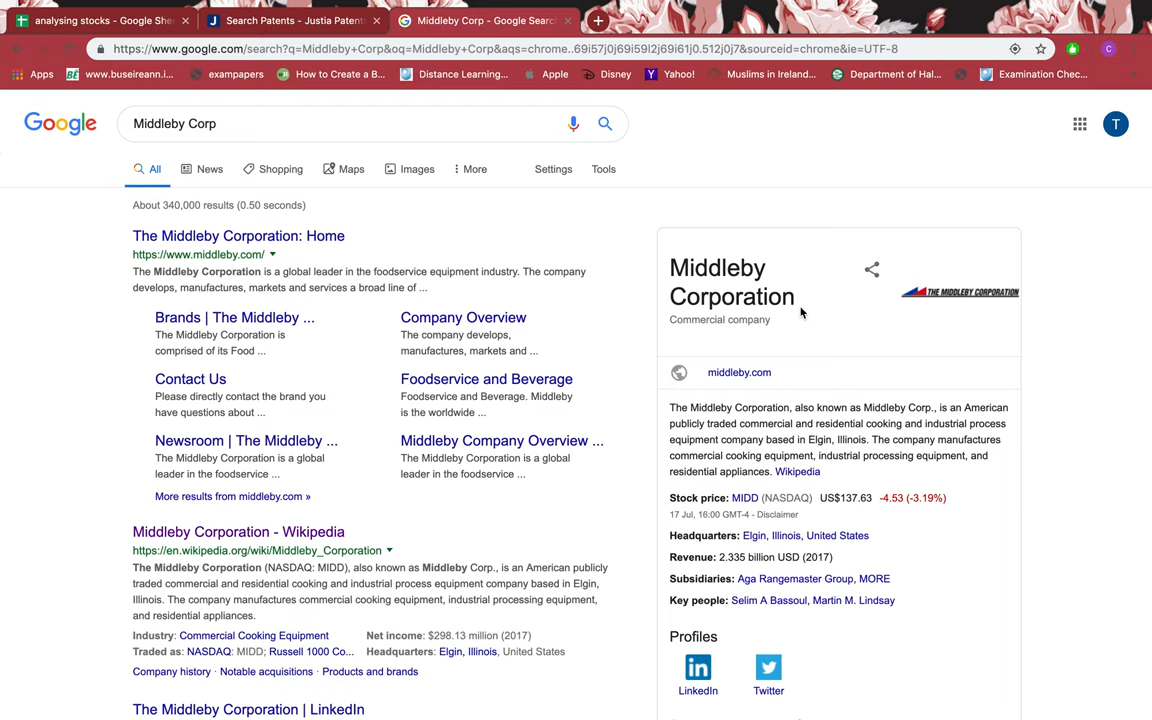 analysing stocks - Google She
Search Patents - Justia Patent
Middleby Corp - Google Search
https://www.google.com/search?q=Middleby+Corp&oq=Middleby+Corp&aqs=chrome..69i57j0j69i59l2j69i61j0.512j0j7&sourceid=chrome&ie=UTF-8
C
Apps
BÉ www.buseireann.i...
exampapers
How to Create a B...
Distance Learning...
Apple
Disney
Yahoo!
Muslims in Ireland...
Department of Hal...
Examination Chec...
Google
Middleby Corp
T
All
News
Shopping
Maps
Images
More
Settings
Tools
About 340,000 results (0.50 seconds)
The Middleby Corporation: Home
https://www.middleby.com/
The Middleby Corporation is a global leader in the foodservice equipment industry. The company
develops, manufactures, markets and services a broad line of ...
Brands | The Middleby ...
The Middleby Corporation is
comprised of its Food ...
Company Overview
The company develops,
manufactures, markets and ...
Contact Us
Please directly contact the brand you
have questions about ...
Foodservice and Beverage
Foodservice and Beverage. Middleby
is the worldwide ...
Newsroom | The Middleby ...
The Middleby Corporation is a global
leader in the foodservice ...
Middleby Company Overview ...
The Middleby Corporation is a global
leader in the foodservice ...
More results from middleby.com »
Middleby Corporation - Wikipedia
https://en.wikipedia.org/wiki/Middleby_Corporation
The Middleby Corporation (NASDAQ: MIDD), also known as Middleby Corp., is an American publicly
traded commercial and residential cooking and industrial process equipment company based in Elgin,
Illinois. The company manufactures commercial cooking equipment, industrial processing equipment,
and residential appliances.
Industry: Commercial Cooking Equipment
Net income: $298.13 million (2017)
Traded as: NASDAQ: MIDD; Russell 1000 Co...
Headquarters: Elgin, Illinois, United States
Company history · Notable acquisitions · Products and brands
The Middleby Corporation | LinkedIn
Middleby
Corporation
Commercial company
THE MIDDLEBY CORPORATION
middleby.com
The Middleby Corporation, also known as Middleby Corp., is an American
publicly traded commercial and residential cooking and industrial process
equipment company based in Elgin, Illinois. The company manufactures
commercial cooking equipment, industrial processing equipment, and
residential appliances. Wikipedia
Stock price: MIDD (NASDAQ) US$137.63 -4.53 (-3.19%)
17 Jul, 16:00 GMT-4 - Disclaimer
Headquarters: Elgin, Illinois, United States
Revenue: 2.335 billion USD (2017)
Subsidiaries: Aga Rangemaster Group, MORE
Key people: Selim A Bassoul, Martin M. Lindsay
Profiles
LinkedIn
Twitter